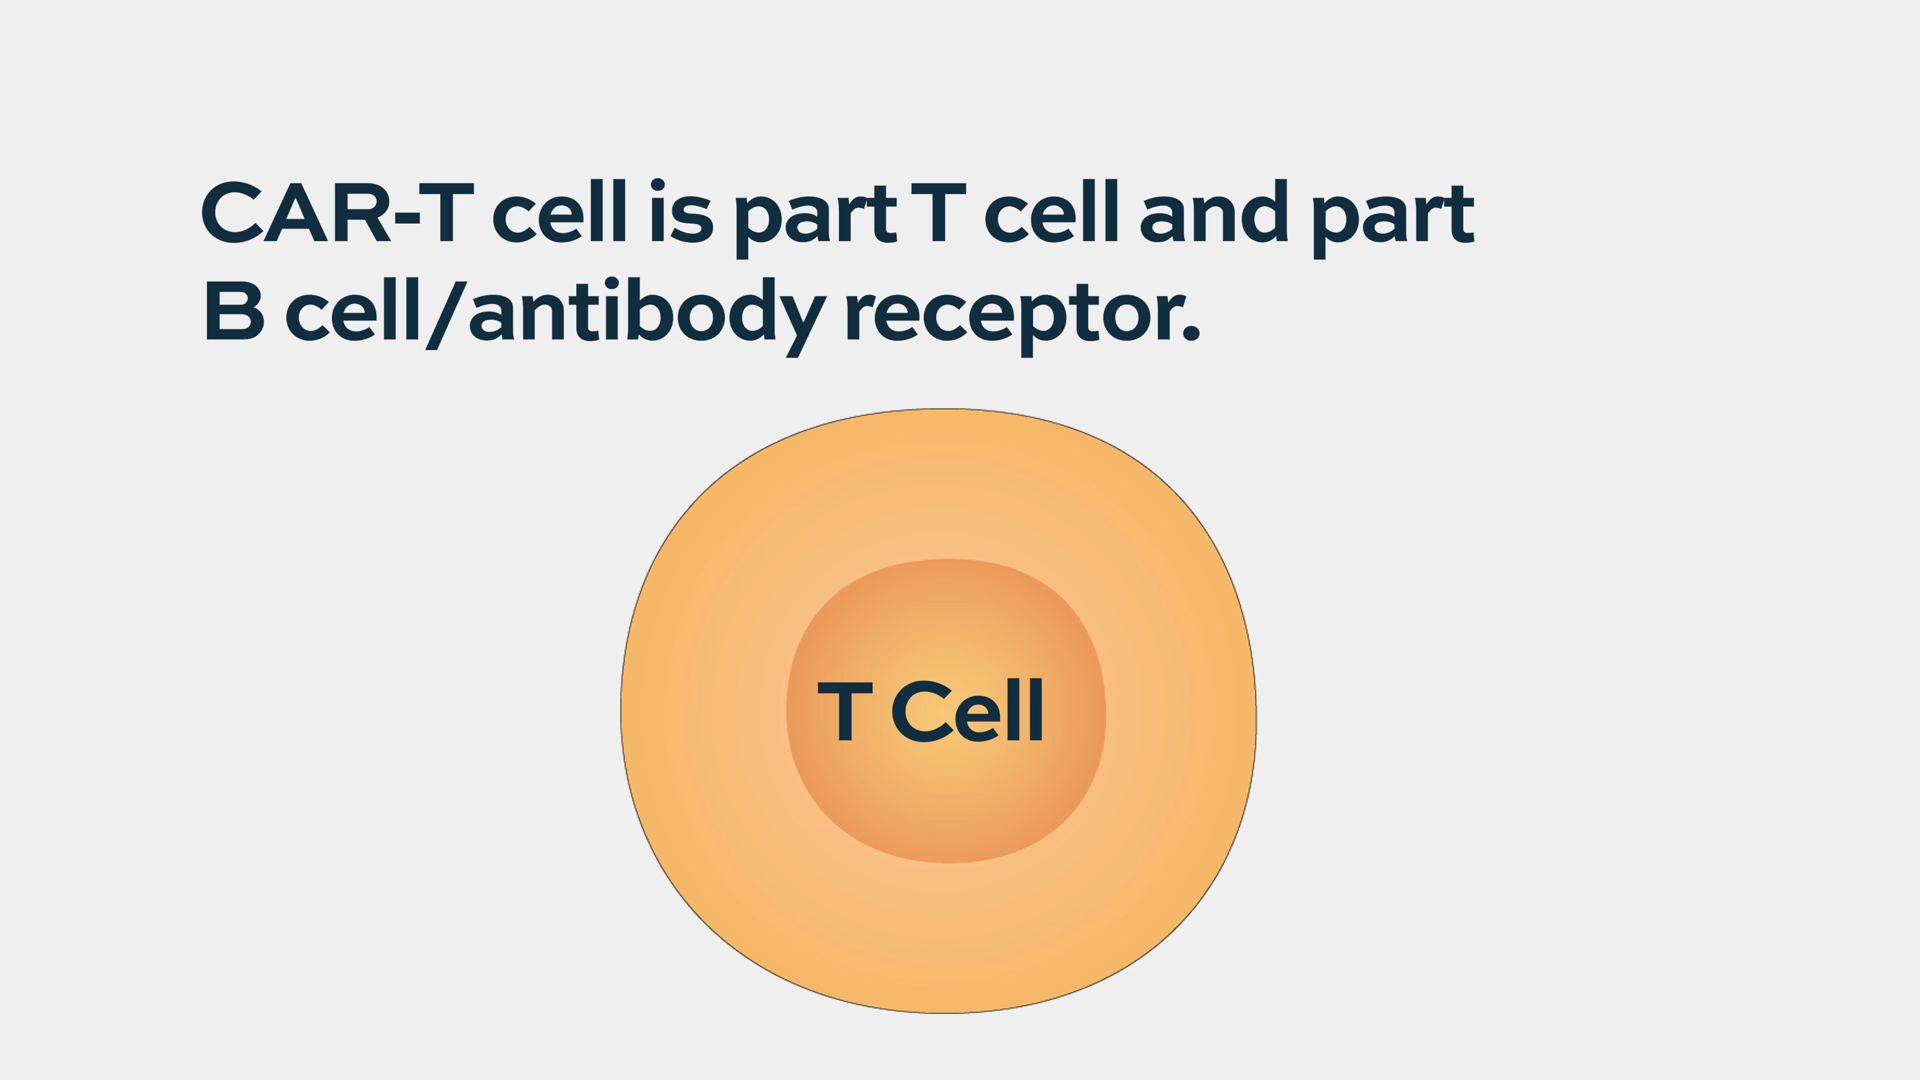 CAR-T cell is part T cell and part
B cell/antibody receptor.
T Cell